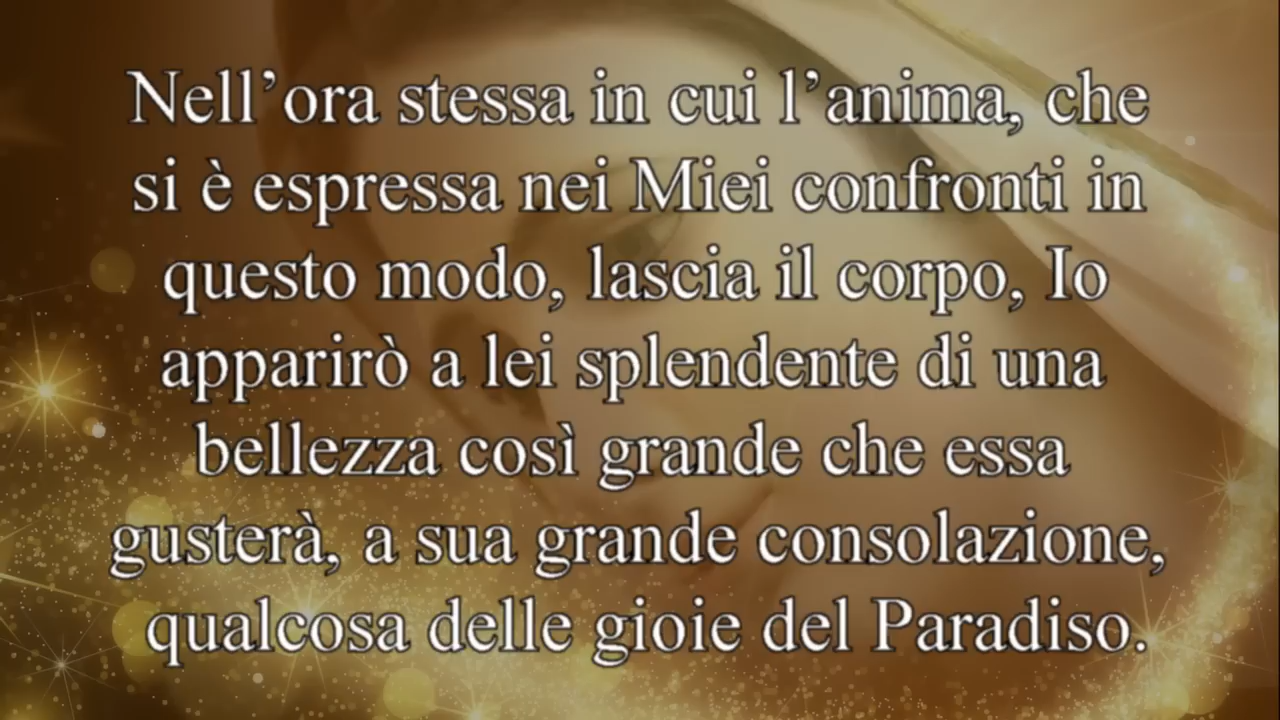 Nell’ora stessa in cui l’anima, che
si è espressa nei Miei confronti in
questo modo, lascia il corpo, Io
apparirò a lei splendente di una
bellezza così grande che essa
gusterà, a sua grande consolazione,
qualcosa delle gioie del Paradiso.